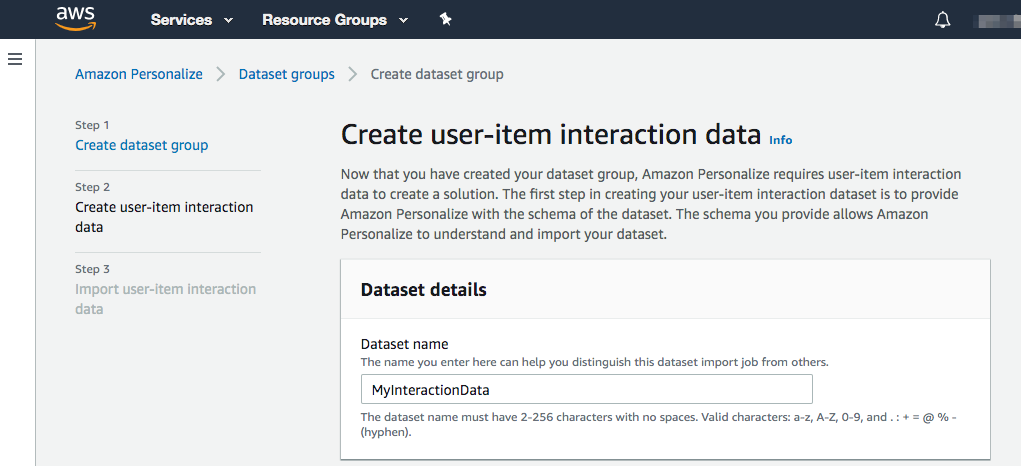 aws Services Resource Groups
Amazon Personalize Dataset groups Create dataset group
Step 1
Create dataset group
Step 2
Create user-item interaction
data
Step 3
Import user-item interaction
data
Create user-item interaction data Info
Now that you have created your dataset group, Amazon Personalize requires user-item interaction
data to create a solution. The first step in creating your user-item interaction dataset is to provide
Amazon Personalize with the schema of the dataset. The schema you provide allows Amazon
Personalize to understand and import your dataset.
Dataset details
Dataset name
The name you enter here can help you distinguish this dataset import job from others.
MyInteractionData
The dataset name must have 2-256 characters with no spaces. Valid characters: a-z, A-Z, 0-9, and . : + = @ % -
(hyphen).